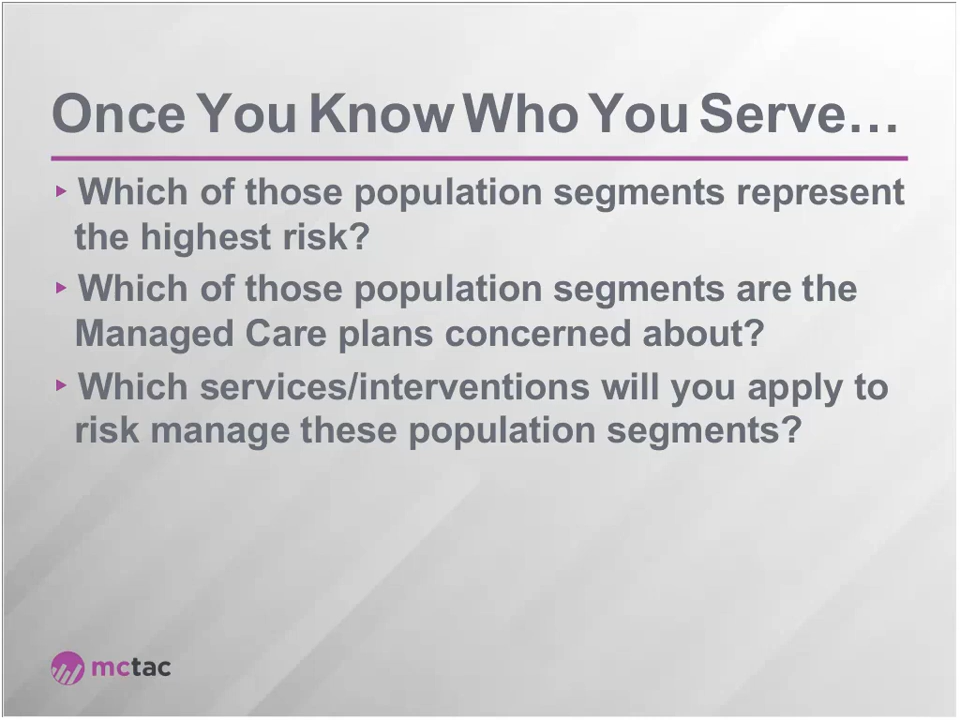 Once You Know Who You Serve…
Which of those population segments represent
the highest risk?
Which of those population segments are the
Managed Care plans concerned about?
Which services/interventions will you apply to
risk manage these population segments?
mctac